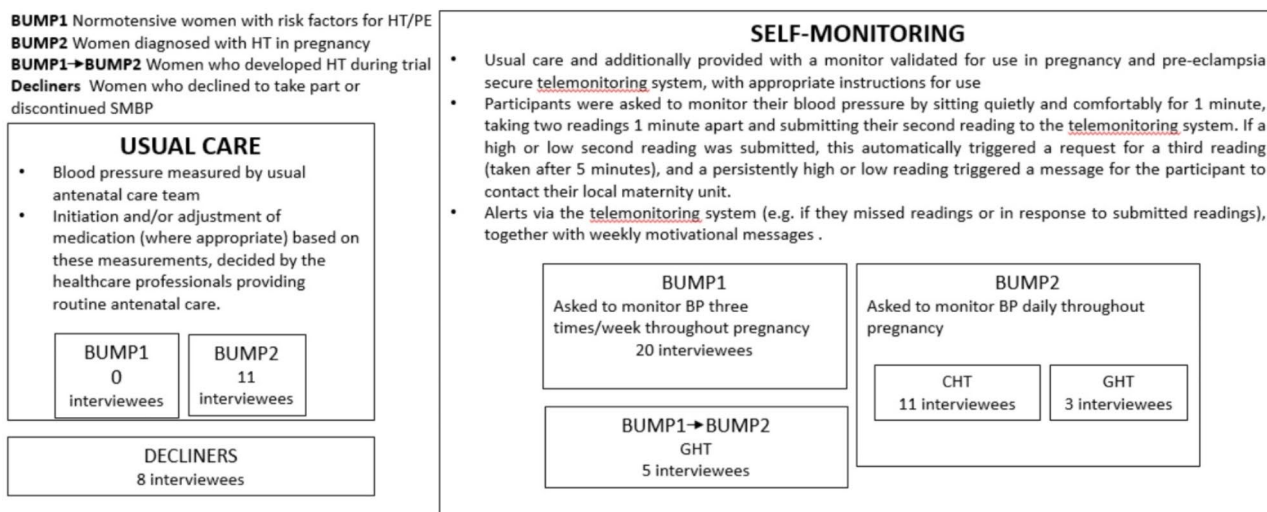 BUMP1 Normotensive women with risk factors for HT/PE
BUMP2 Women diagnosed with HT in pregnancy
BUMP1→BUMP2 Women who developed HT during trial
Decliners Women who declined to take part or
discontinued SMBP
USUAL CARE
• Blood pressure measured by usual
antenatal care team
• Initiation and/or adjustment of
medication (where appropriate) based on
these measurements, decided by the
healthcare professionals providing
routine antenatal care.
BUMP1
0
interviewees
BUMP2
11
interviewees
DECLINERS
8 interviewees
SELF-MONITORING
• Usual care and additionally provided with a monitor validated for use in pregnancy and pre-eclampsia
secure telemonitoring system, with appropriate instructions for use
• Participants were asked to monitor their blood pressure by sitting quietly and comfortably for 1 minute,
taking two readings 1 minute apart and submitting their second reading to the telemonitoring system. If a
high or low second reading was submitted, this automatically triggered a request for a third reading
(taken after 5 minutes), and a persistently high or low reading triggered a message for the participant to
contact their local maternity unit.
• Alerts via the telemonitoring system (e.g. if they missed readings or in response to submitted readings),
together with weekly motivational messages .
BUMP1
Asked to monitor BP three
times/week throughout pregnancy
20 interviewees
BUMP1→BUMP2
GHT
5 interviewees
BUMP2
Asked to monitor BP daily throughout
pregnancy
CHT
11 interviewees
GHT
3 interviewees